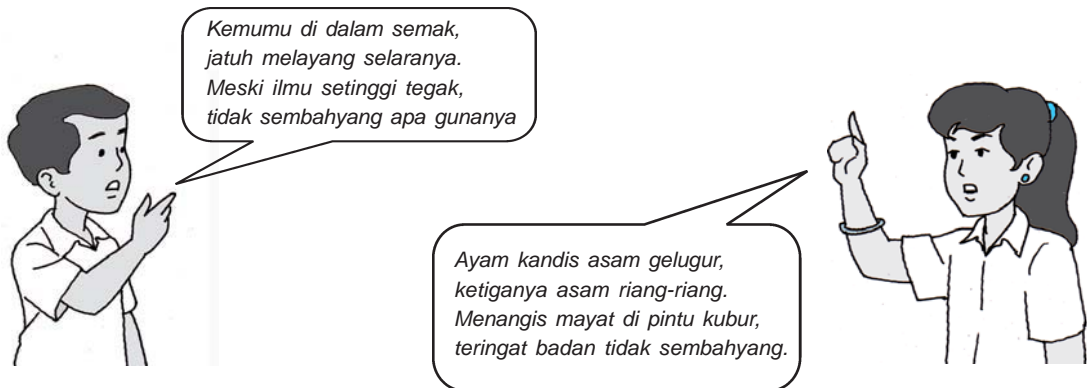 Kemumu di dalam semak,
jatuh melayang selaranya.
Meski ilmu setinggi tegak,
tidak sembahyang apa gunanya
Ayam kandis asam gelugur,
ketiganya asam riang-riang.
Menangis mayat di pintu kubur,
teringat badan tidak sembahyang.